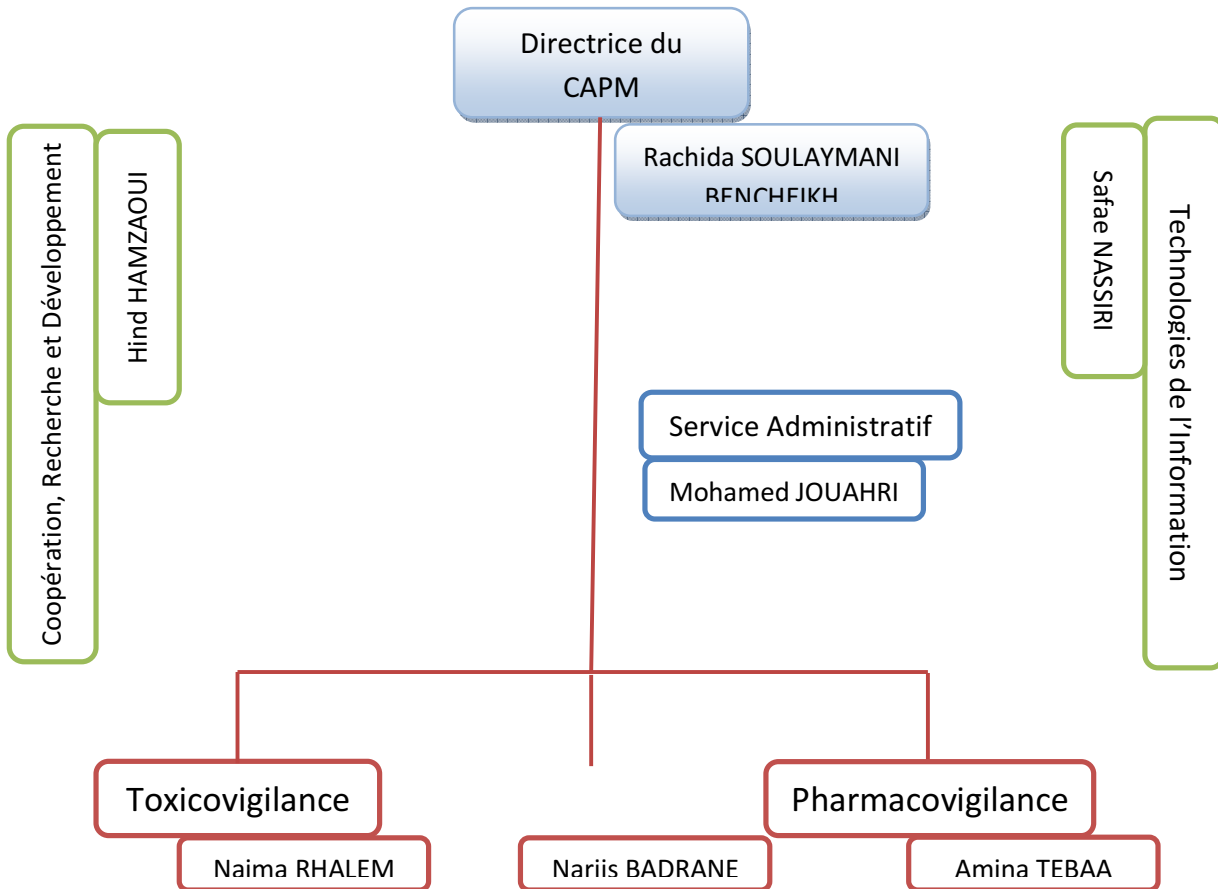 Directrice du
CAPM
Rachida SOULAYMANI
BENCHEIKH
Coopération, Recherche et Développement
Hind HAMZAOUI
Safae NASSIRI
Technologies de l'Information
Service Administratif
Mohamed JOUAHRI
Toxicovigilance
Pharmacovigilance
Naima RHALEM
Nariis BADRANE
Amina TEBAA